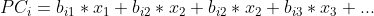 PC_i = b_{i1} * x_1 + b_{i2} * x_2 + b_{i2} * x_2 + b_{i3} * x_3 + ...